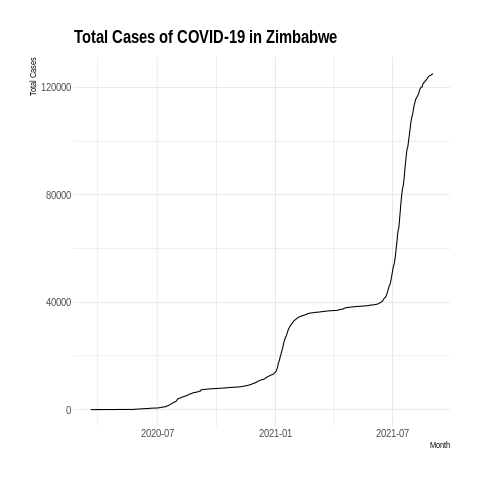 Total Cases of COVID-19 in Zimbabwe
Total Cases
120000
80000
40000
0
2020-07 2021-01 2021-07
Month